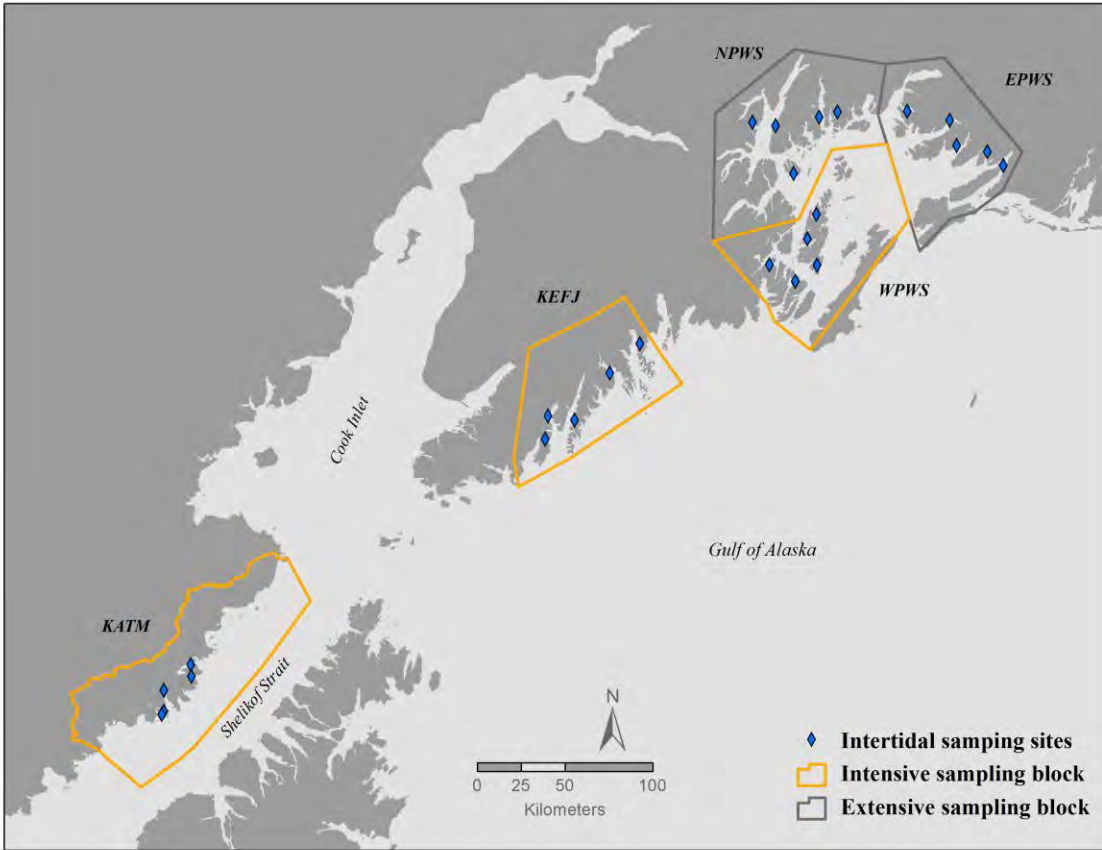 NPWS
EPWS
KEFJ
WPWS
Cook Inlet
Gulf of Alaska
KATM
Shelikof Strait
N
Intertidal samping sites
Intensive sampling block
Extensive sampling block
0 25 50 100
Kilometers